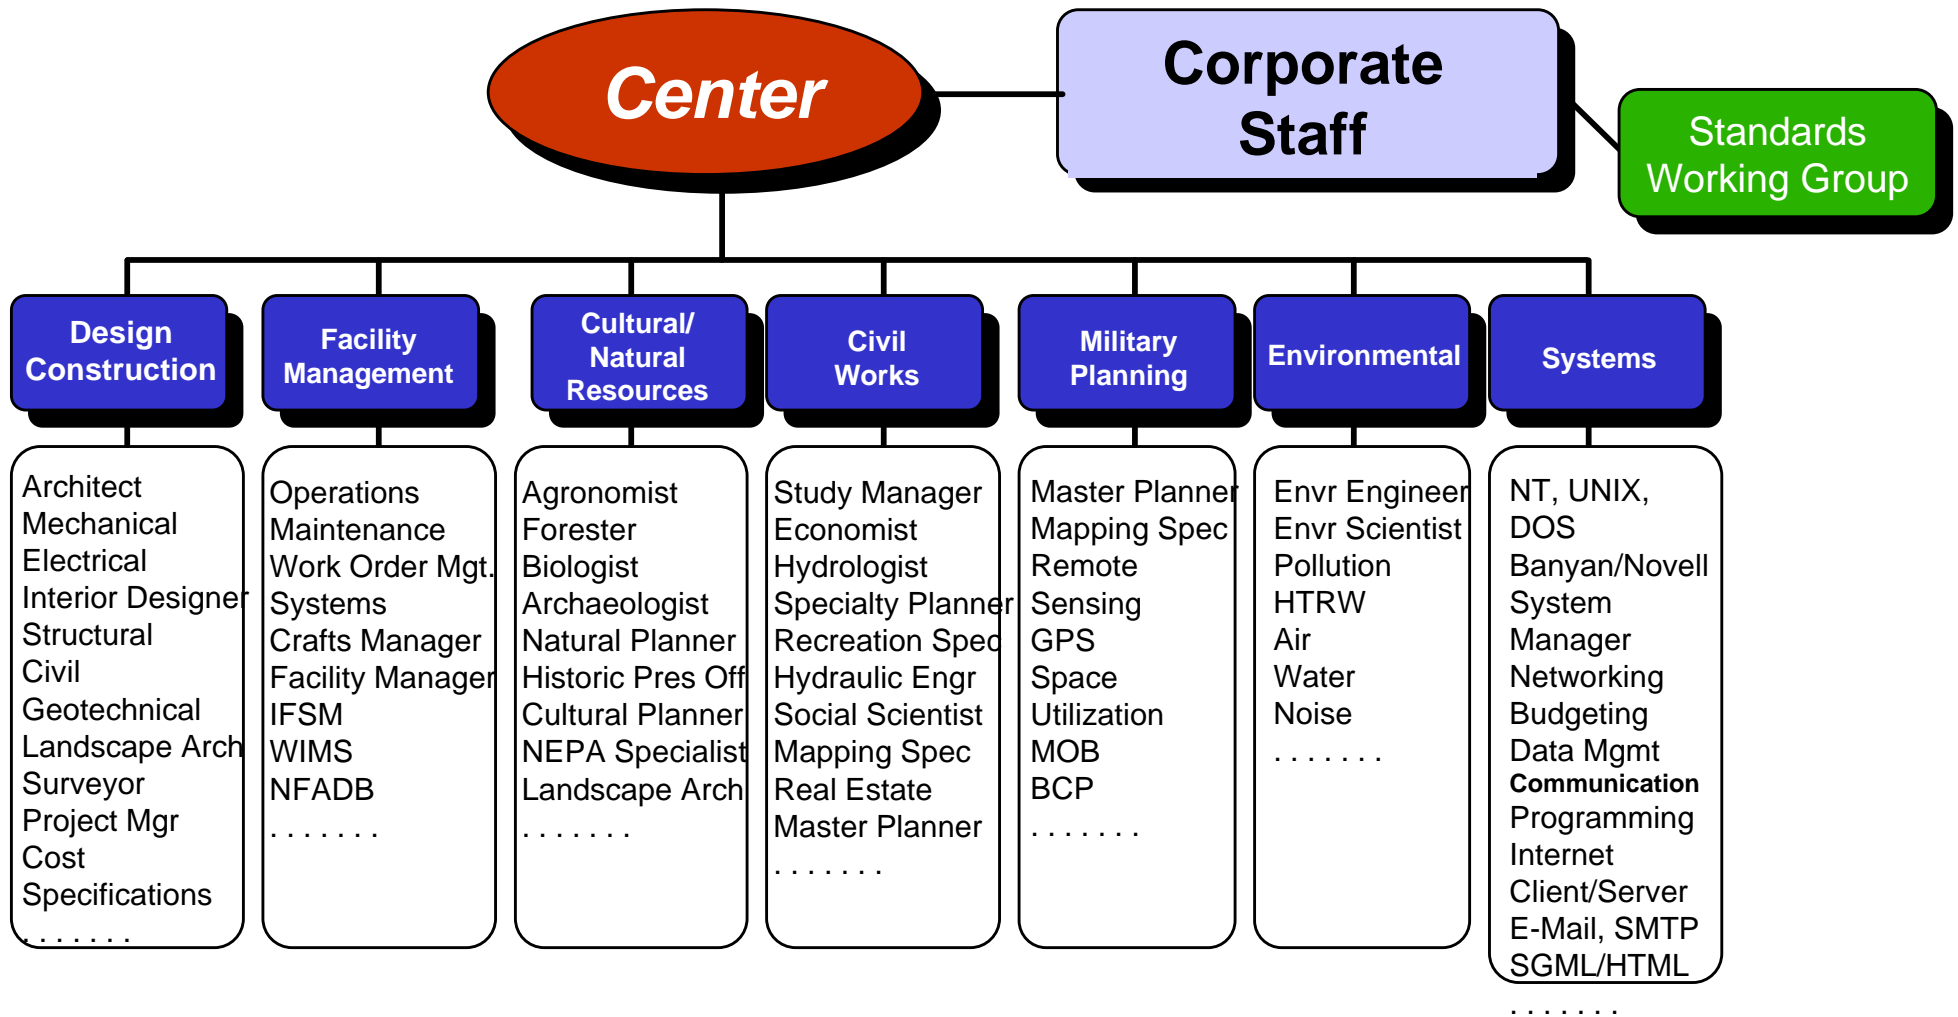 Center
Corporate
Staff
Standards
Working Group
Design
Construction
Facility
Management
Cultural/
Natural
Resources
Civil
Works
Military
Planning
Environmental
Systems
Architect
Mechanical
Electrical
Interior Designer
Structural
Civil
Geotechnical
Landscape Arch
Surveyor
Project Mgr
Cost
Specifications
. . . . . . .
Operations
Maintenance
Work Order Mgt.
Systems
Crafts Manager
Facility Manager
IFSM
WIMS
NFADB
. . . . . . .
Agronomist
Forester
Biologist
Archaeologist
Natural Planner
Historic Pres Off
Cultural Planner
NEPA Specialist
Landscape Arch
. . . . . . .
Study Manager
Economist
Hydrologist
Specialty Planner
Recreation Spec
Hydraulic Engr
Social Scientist
Mapping Spec
Real Estate
Master Planner
. . . . . . .
Master Planner
Mapping Spec
Remote
Sensing
GPS
Space
Utilization
MOB
BCP
. . . . . . .
Envr Engineer
Envr Scientist
Pollution
HTRW
Air
Water
Noise
. . . . . . .
NT, UNIX,
DOS
Banyan/Novell
System
Manager
Networking
Budgeting
Data Mgmt
Communication
Programming
Internet
Client/Server
E-Mail, SMTP
SGML/HTML
. . . . . . .